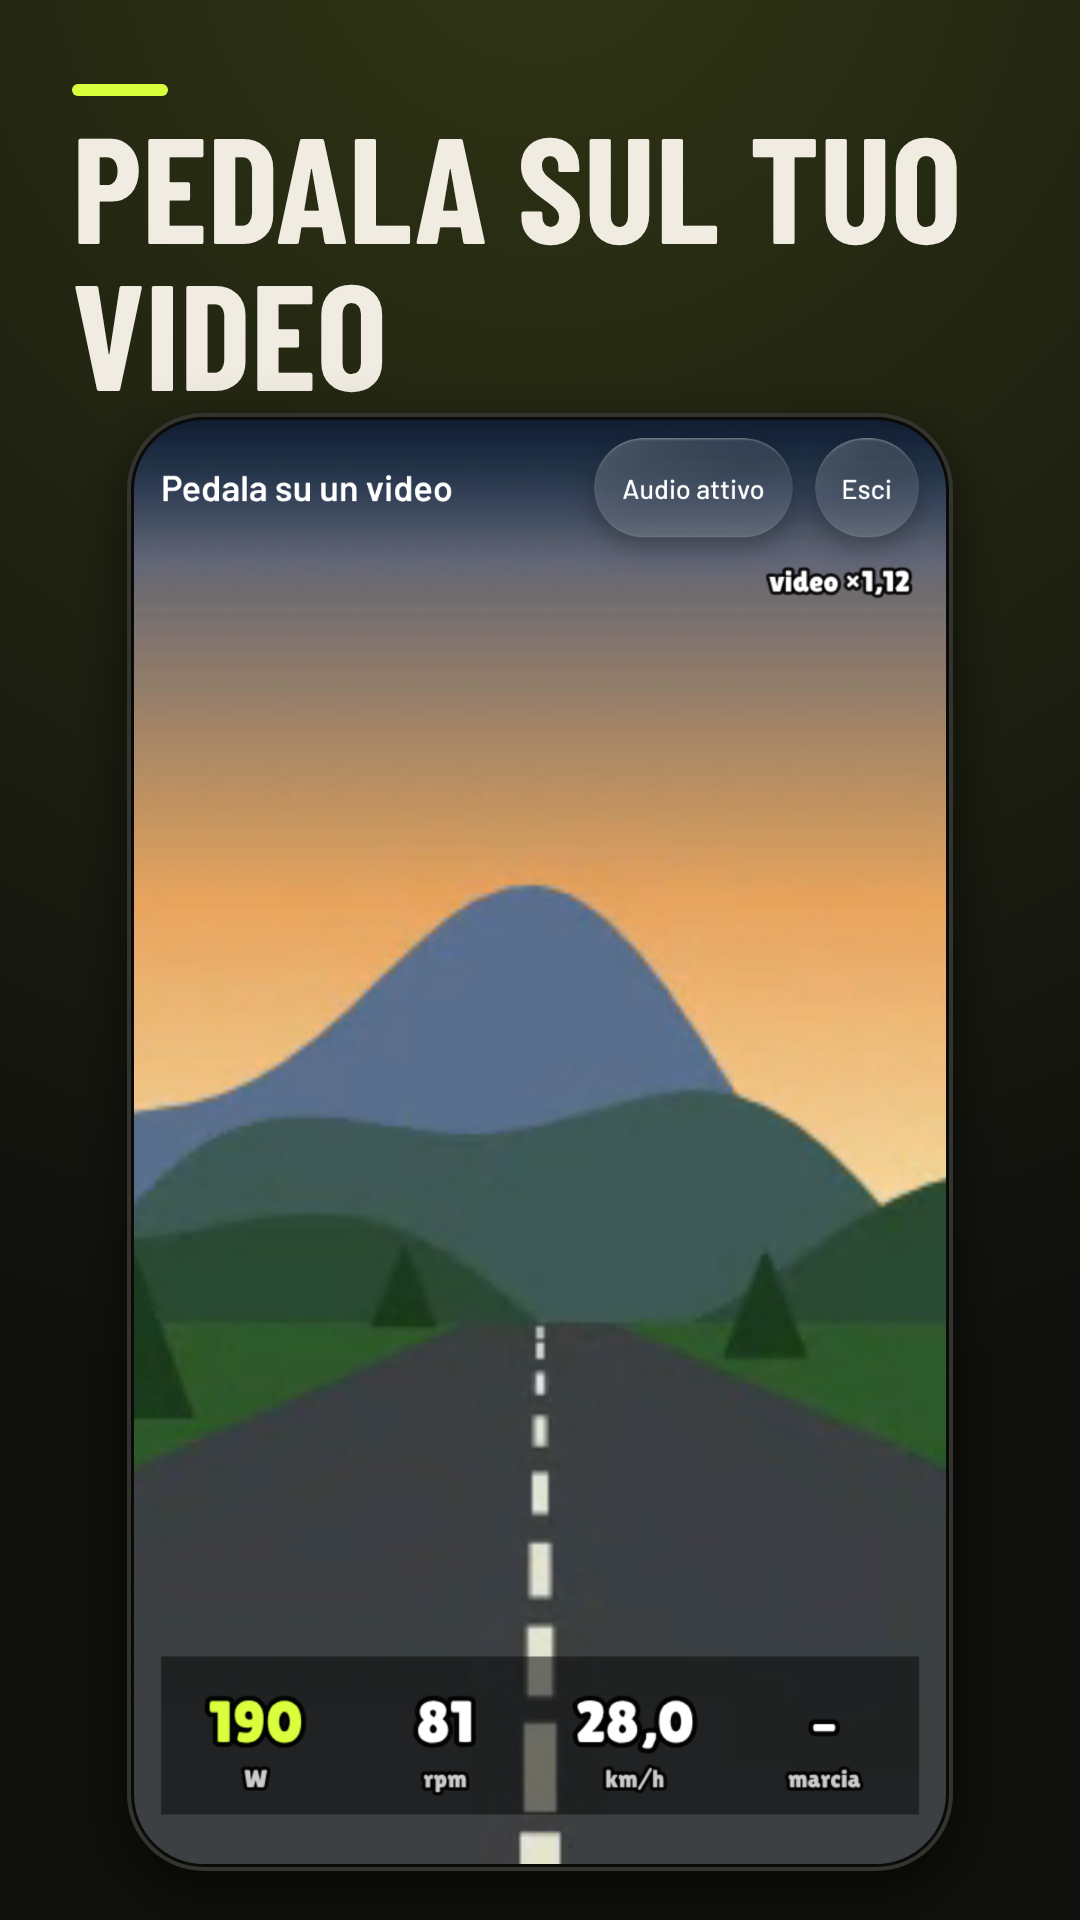 PEDALA SUL TUO
VIDEO
Pedala su un video
Audio attivo
Esci
video ×1,12
190
81
28,0
–
W
rpm
km/h
marcia